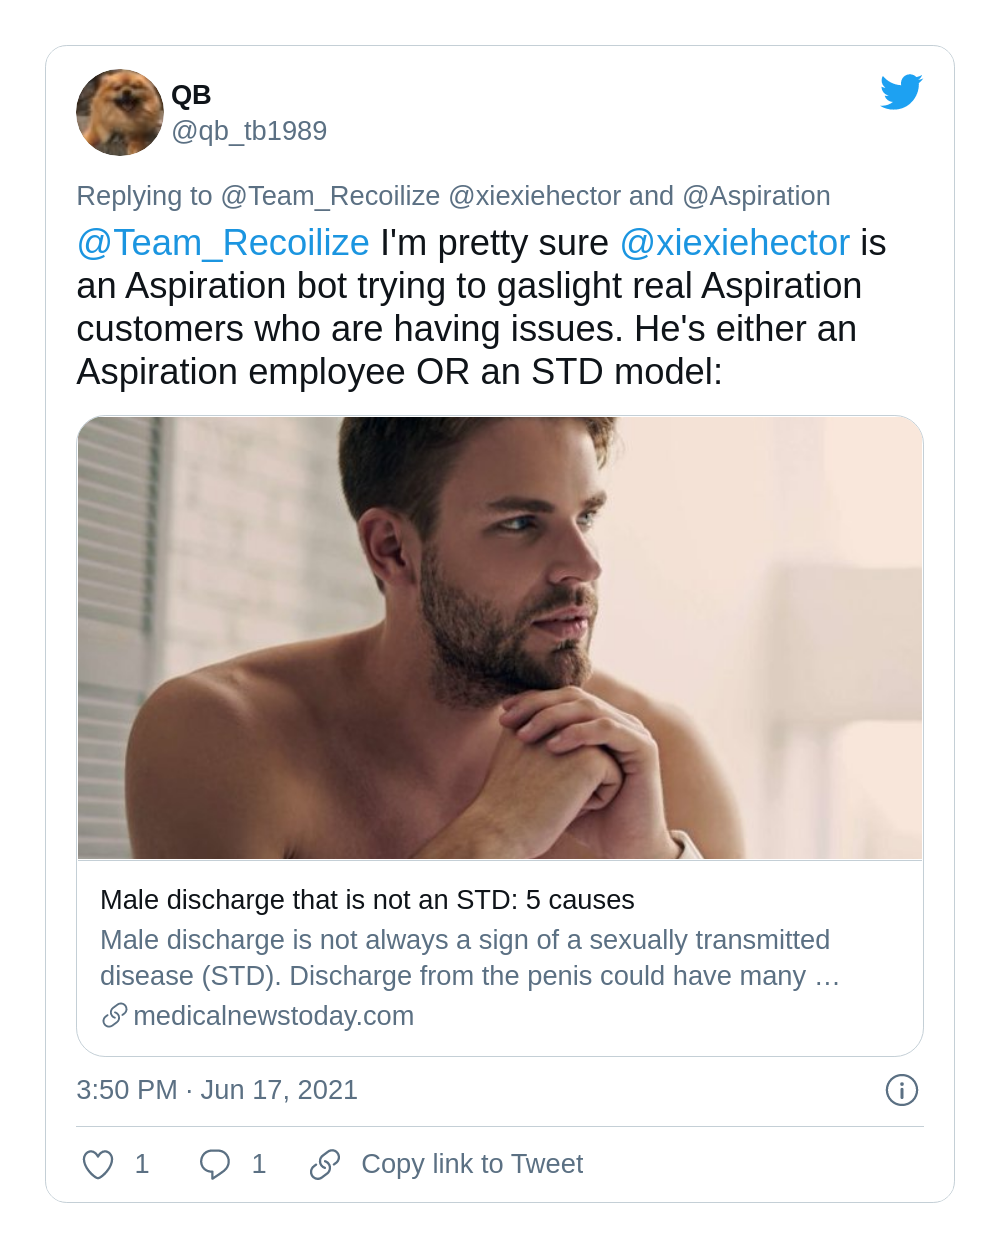 QB
@qb_tb1989
Replying to @Team_Recoilize @xiexiehector and @Aspiration
@Team_Recoilize I'm pretty sure @xiexiehector is
an Aspiration bot trying to gaslight real Aspiration
customers who are having issues. He's either an
Aspiration employee OR an STD model:
Male discharge that is not an STD: 5 causes
Male discharge is not always a sign of a sexually transmitted
disease (STD). Discharge from the penis could have many …
medicalnewstoday.com
3:50 PM · Jun 17, 2021
1 1 Copy link to Tweet